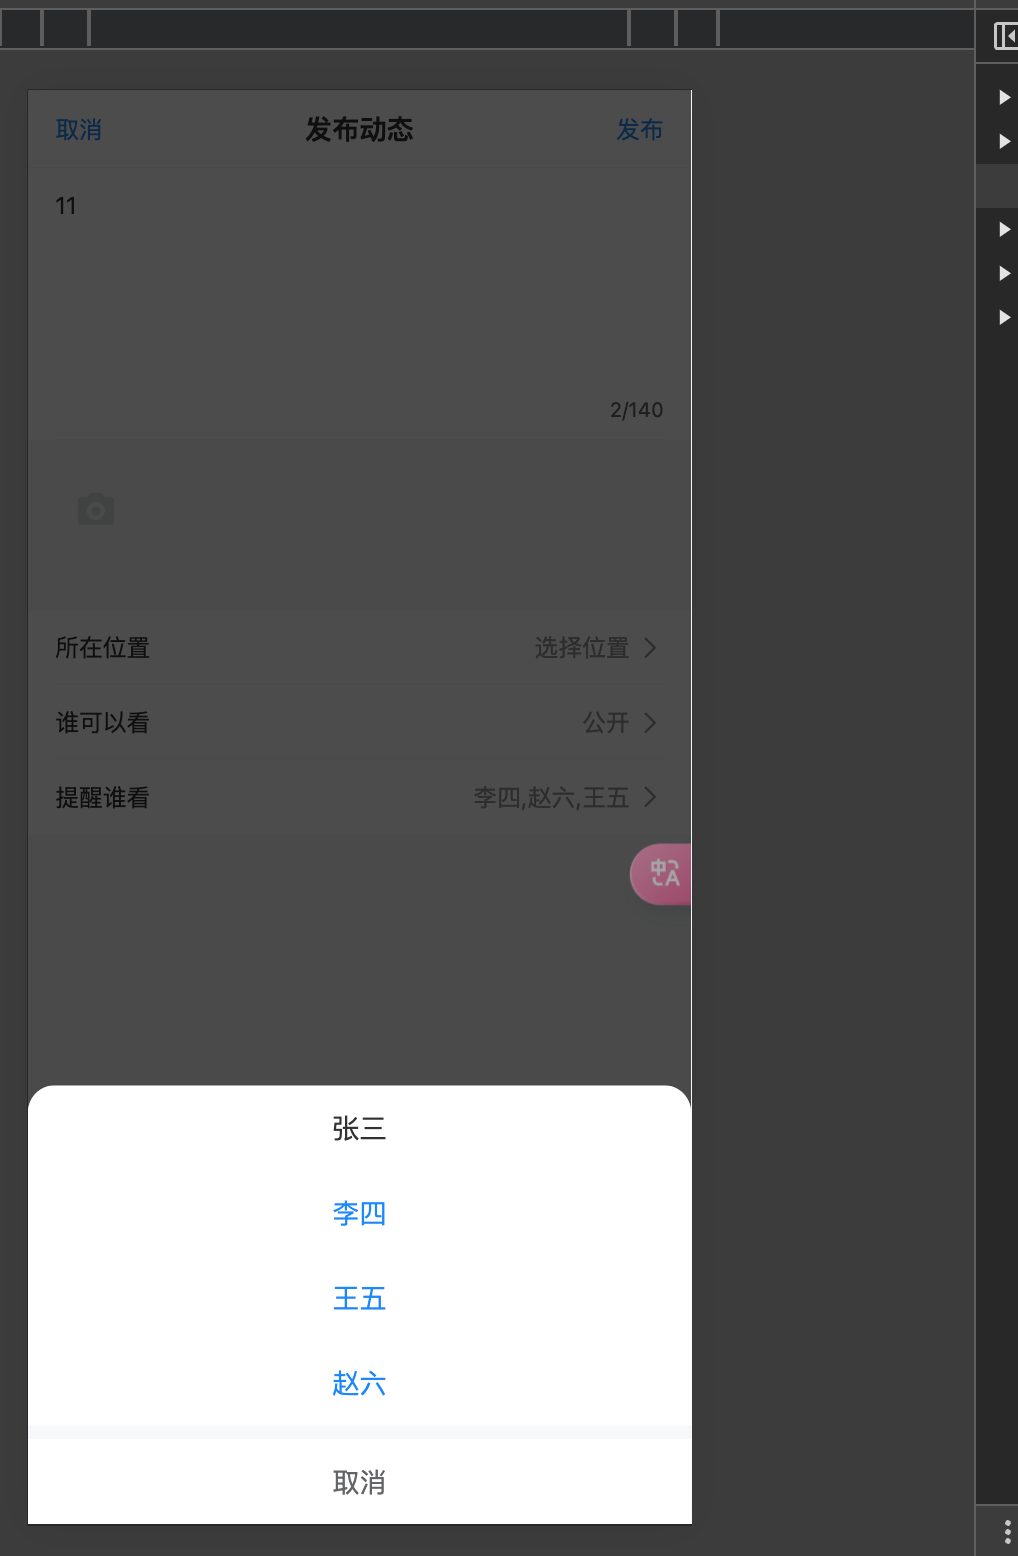 取消 发布动态 发布
11
2/140
所在位置 选择位置
谁可以看 公开
提醒谁看 李四,赵六,王五
中A
张三
李四
王五
赵六
取消